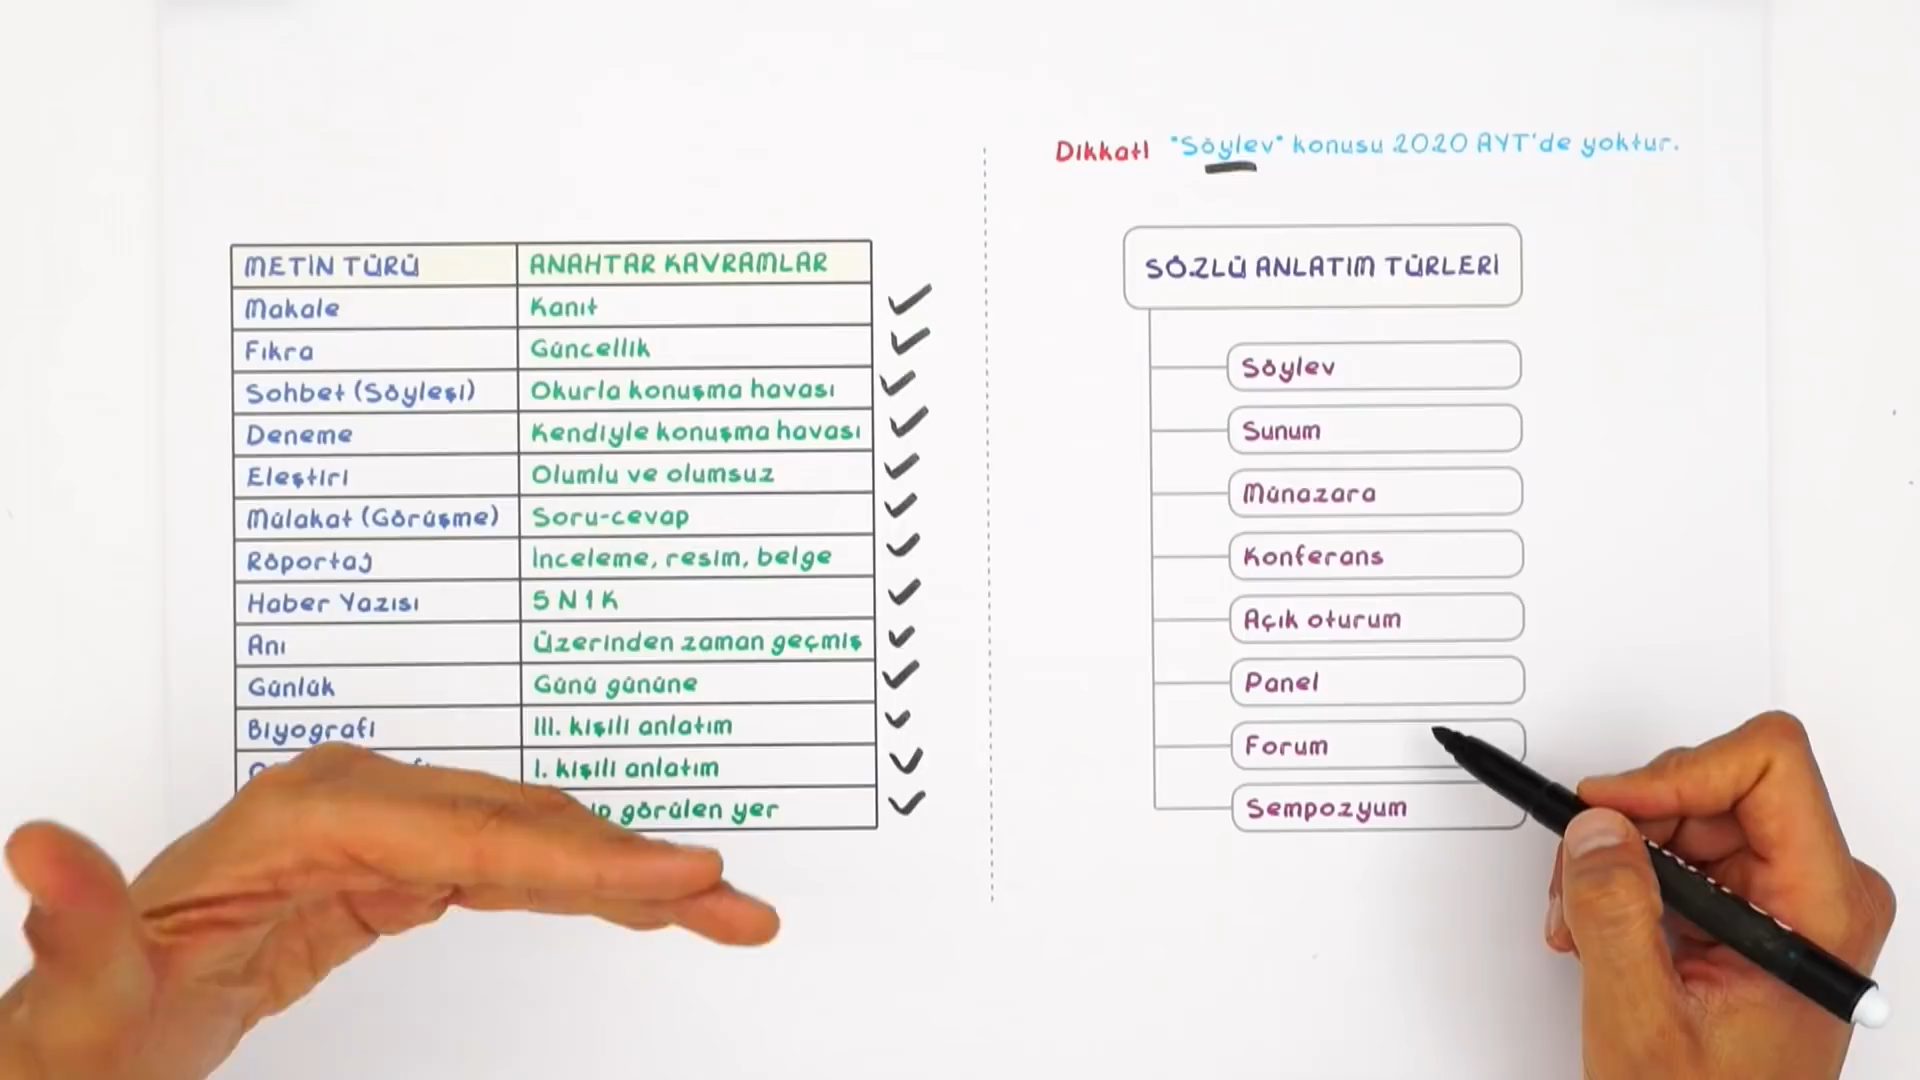 METİN TÜRÜ ANAHTAR KAVRAMLAR
Makale Kanıt
Fıkra Güncellik
Sohbet (Söyleşi) Okurla konuşma havası
Deneme Kendiyle konuşma havası
Eleştiri Olumlu ve olumsuz
Mülakat (Görüşme) Soru-cevap
Röportaj İnceleme, resim, belge
Haber Yazısı 5 N 1 K
Anı Üzerinden zaman geçmiş
Günlük Günü gününe
Biyografi III. kişili anlatım
I. kişili anlatım
görülen yer
Dikkat! "Söylev" konusu 2020 AYT'de yoktur.
SÖZLÜ ANLATIM TÜRLERİ
Söylev
Sunum
Münazara
Konferans
Açık oturum
Panel
Forum
Sempozyum